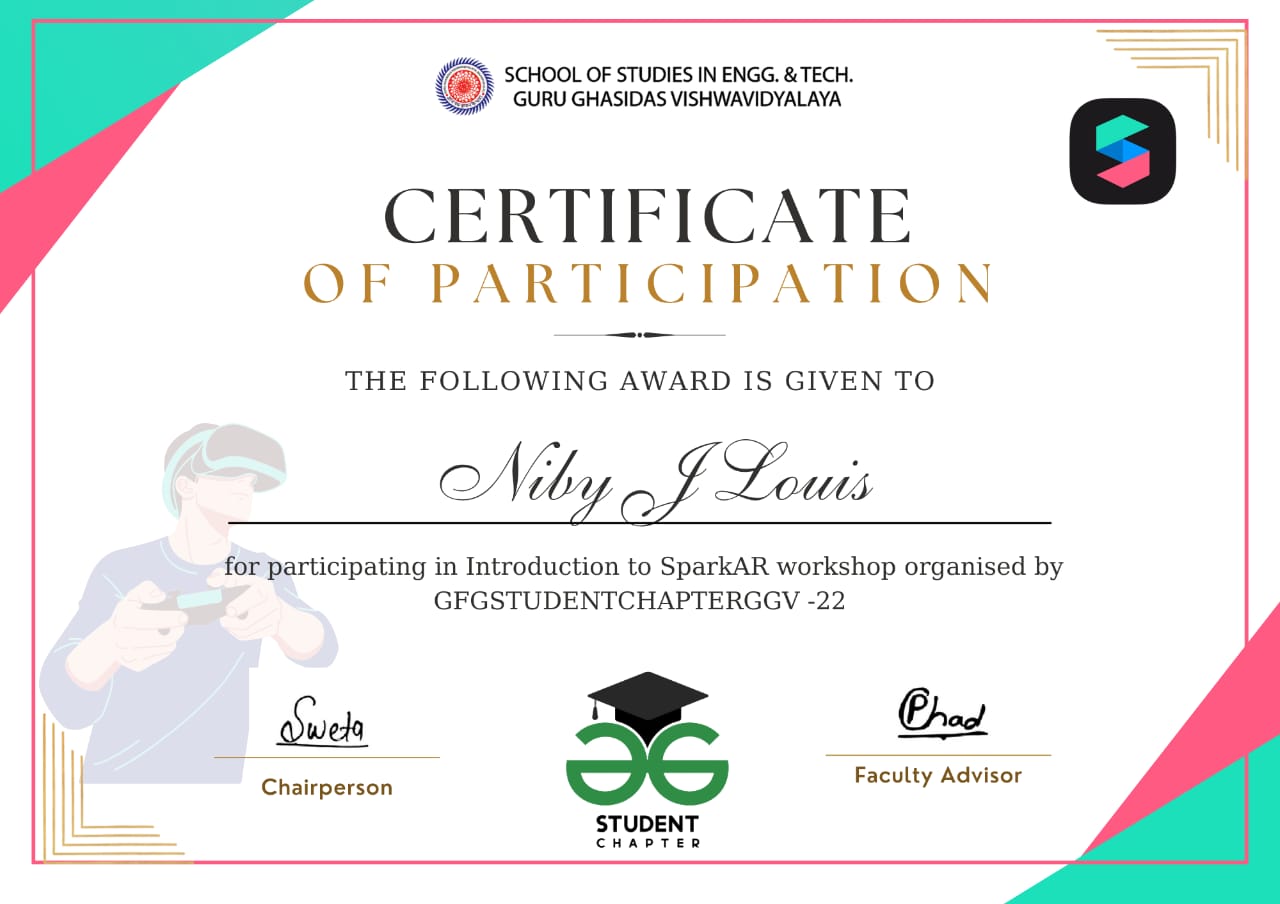 SCHOOL OF STUDIES IN ENGG. & TECH.
GURU GHASIDAS VISHWAVIDYALAYA
CERTIFICATE
OF PARTICIPATION
THE FOLLOWING AWARD IS GIVEN TO
Niby J Louis
for participating in Introduction to SparkAR workshop organised by
GFGSTUDENTCHAPTERGGV -22
Sweta
Chairperson
Phad
Faculty Advisor
STUDENT
CHAPTER